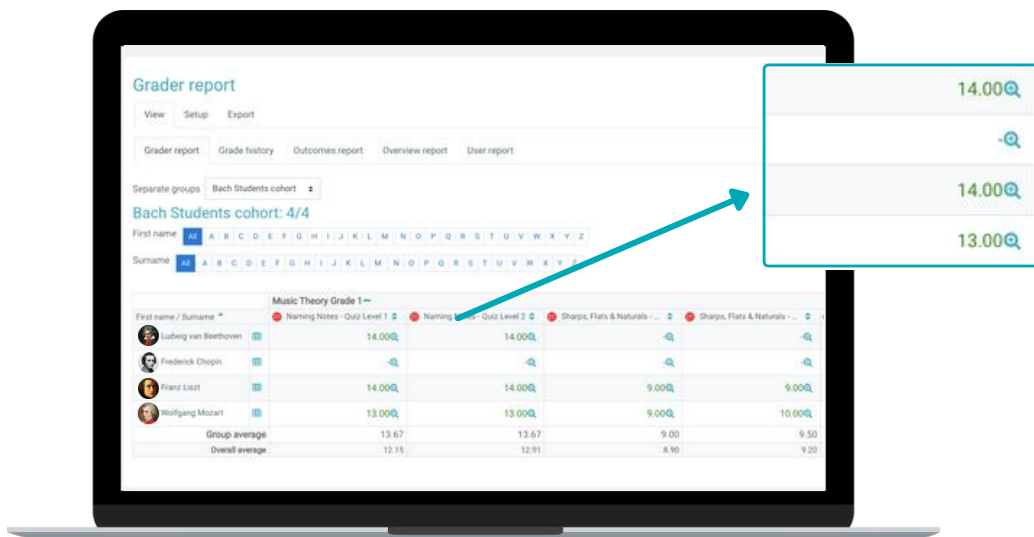 Grader report
View Setup Export
Grader report Grade history Outcomes report Overview report User report
Separate groups Bach Students cohort
Bach Students cohort: 4/4
First name All A B C D E F G H I J K L M N O P Q R S T U V W X Y Z
Surname All A B C D E F G H I J K L M N O P Q R S T U V W X Y Z
Music Theory Grade 1
First name / Surname Naming Notes - Quiz Level 1 Naming Notes - Quiz Level 2 Sharps, Flats & Naturals - ... Sharps, Flats & Naturals - ...
Ludwig van Beethoven 14.00 14.00 - -
Frederick Chopin - - - -
Franz Liszt 14.00 14.00 9.00 9.00
Wolfgang Mozart 13.00 13.00 9.00 10.00
Group average 13.67 13.67 9.00 9.50
Overall average 12.15 12.91 8.90 9.20
14.00
-
14.00
13.00